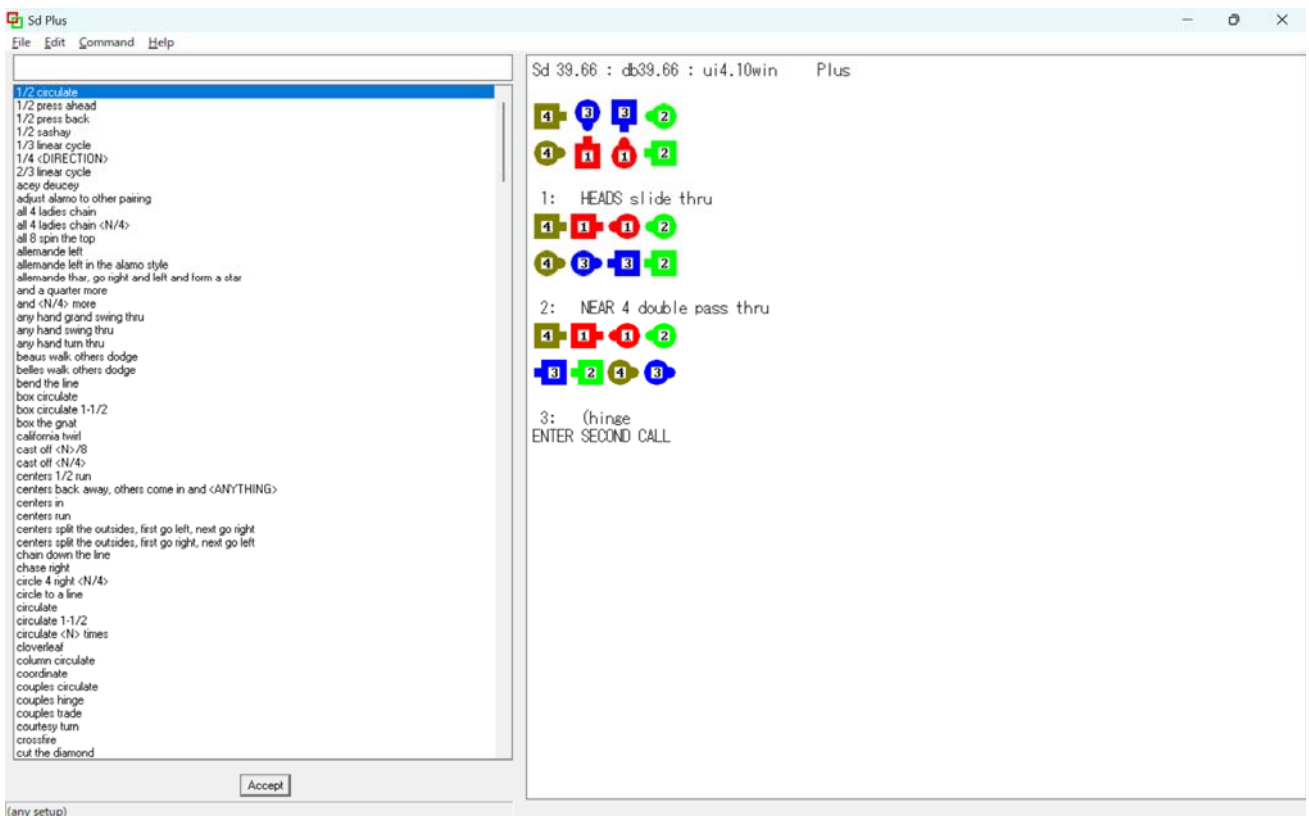 Sd Plus
File Edit Command Help
1/2 circulate
1/2 press ahead
1/2 press back
1/2 sashay
1/3 linear cycle
1/4 <DIRECTION>
2/3 linear cycle
acey deucey
adjust alamo to other pairing
all 4 ladies chain
all 4 ladies chain <N/4>
all 8 spin the top
allemande left
allemande left in the alamo style
allemande thar, go right and left and form a star
and a quarter more
and <N/4> more
any hand grand swing thru
any hand swing thru
any hand turn thru
beaus walk others dodge
belles walk others dodge
bend the line
box circulate
box circulate 1-1/2
box the gnat
california twirl
cast off <N>/8
cast off <N/4>
centers 1/2 run
centers back away, others come in and <ANYTHING>
centers in
centers run
centers split the outsides, first go left, next go right
centers split the outsides, first go right, next go left
chain down the line
chase right
circle 4 right <N/4>
circle to a line
circulate
circulate 1-1/2
circulate <N> times
cloverleaf
column circulate
coordinate
couples circulate
couples hinge
couples trade
courtesy turn
crossfire
cut the diamond
Accept
(any setup)
Sd 39.66 : db39.66 : ui4.10win Plus
4 3 3 2
4 1 1 2
1: HEADS slide thru
4 1 1 2
4 3 3 2
2: NEAR 4 double pass thru
4 1 1 2
3 2 4 3
3: (hinge
ENTER SECOND CALL